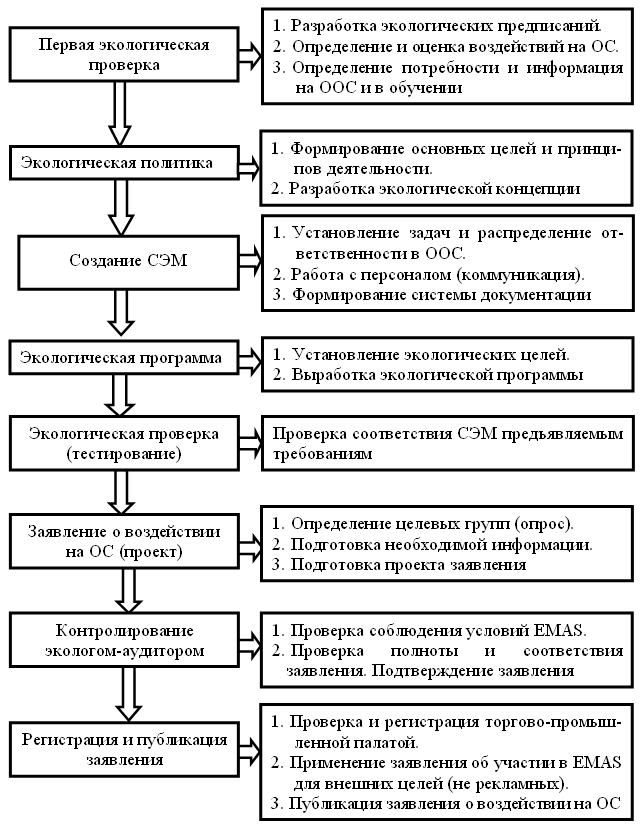 Первая экологическая
проверка
1. Разработка экологических предписаний.
2. Определение и оценка воздействий на ОС.
3. Определение потребности и информация
на ООС и в обучении
Экологическая политика
1. Формирование основных целей и принци-
пов деятельности.
2. Разработка экологической концепции
Создание СЭМ
1. Установление задач и распределение от-
ветственности в ООС.
2. Работа с персоналом (коммуникация).
3. Формирование системы документации
Экологическая программа
1. Установление экологических целей.
2. Выработка экологической программы
Экологическая проверка
(тестирование)
Проверка соответствия СЭМ предъявляемым
требованиям
Заявление о воздействии
на ОС (проект)
1. Определение целевых групп (опрос).
2. Подготовка необходимой информации.
3. Подготовка проекта заявления
Контролирование
экологом-аудитором
1. Проверка соблюдения условий EMAS.
2. Проверка полноты и соответствия
заявления. Подтверждение заявления
Регистрация и публикация
заявления
1. Проверка и регистрация торгово-промыш-
ленной палатой.
2. Применение заявления об участии в EMAS
для внешних целей (не рекламных).
3. Публикация заявления о воздействии на ОС